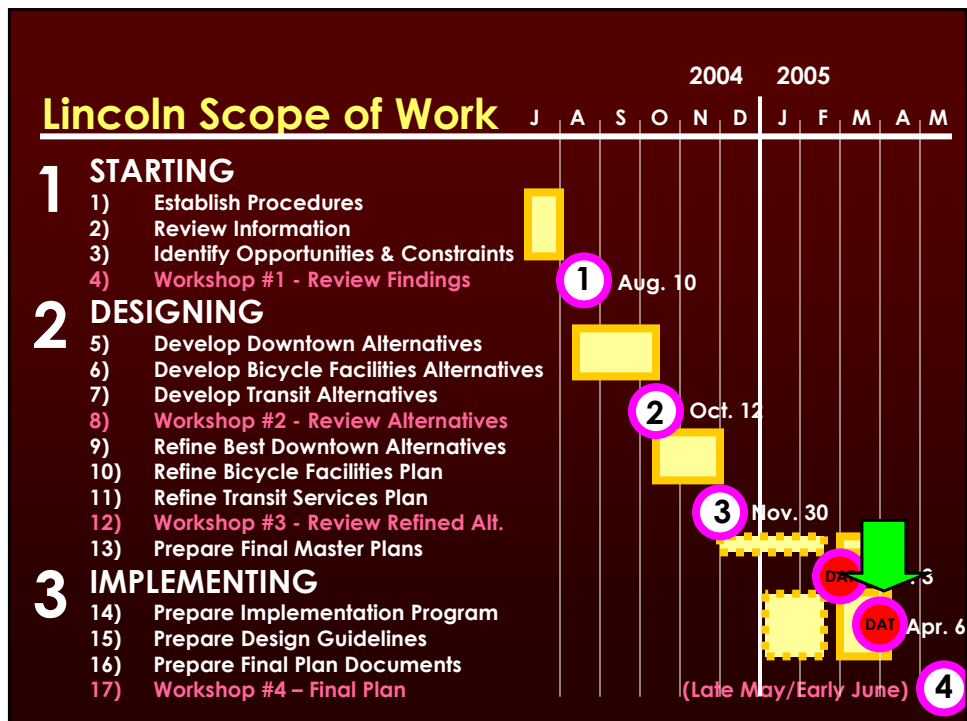 2004 2005
Lincoln Scope of Work J A S O N D J F M A M
1 STARTING
1) Establish Procedures
2) Review Information
3) Identify Opportunities & Constraints
4) Workshop #1 - Review Findings 1 Aug. 10
2 DESIGNING
5) Develop Downtown Alternatives
6) Develop Bicycle Facilities Alternatives
7) Develop Transit Alternatives
8) Workshop #2 - Review Alternatives 2 Oct. 12
9) Refine Best Downtown Alternatives
10) Refine Bicycle Facilities Plan
11) Refine Transit Services Plan
12) Workshop #3 - Review Refined Alt. 3 Nov. 30
13) Prepare Final Master Plans
3 IMPLEMENTING DAT 3
14) Prepare Implementation Program
15) Prepare Design Guidelines DAT Apr. 6
16) Prepare Final Plan Documents
17) Workshop #4 – Final Plan (Late May/Early June) 4